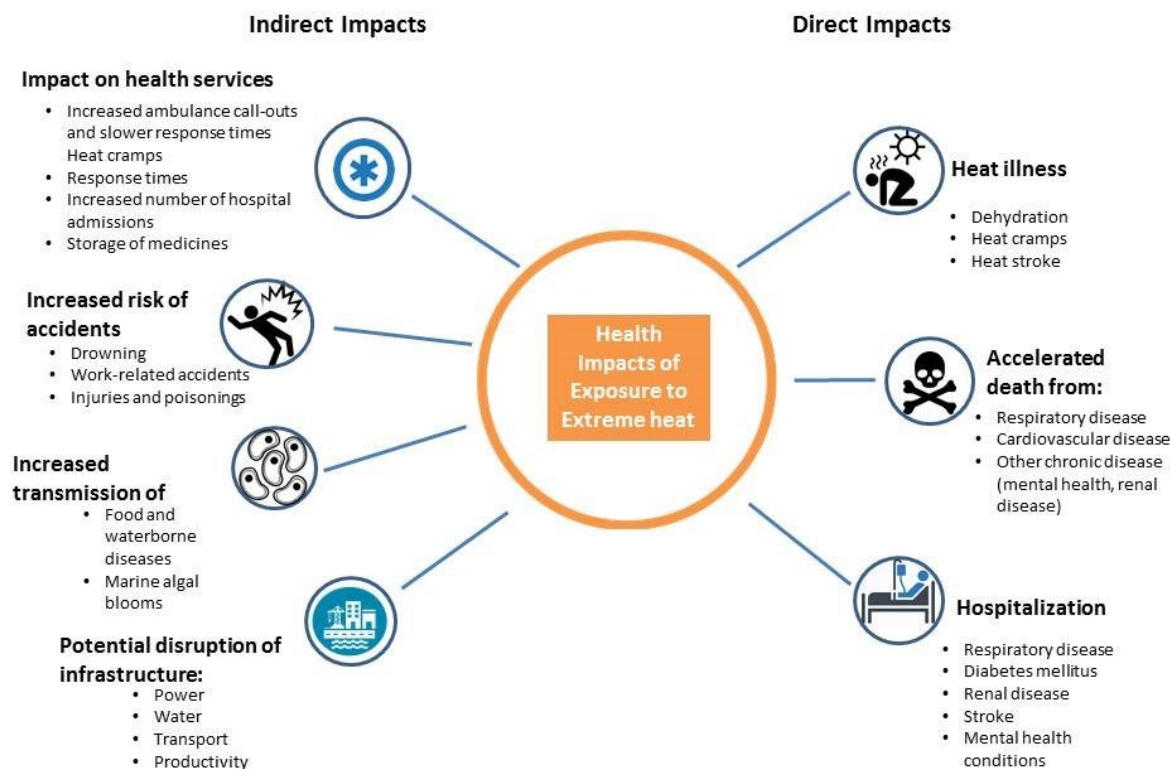 Indirect Impacts
Direct Impacts
Impact on health services
• Increased ambulance call-outs
and slower response times
Heat cramps
• Response times
• Increased number of hospital
admissions
• Storage of medicines
Increased risk of
accidents
• Drowning
• Work-related accidents
• Injuries and poisonings
Increased
transmission of
• Food and
waterborne
diseases
• Marine algal
blooms
Potential disruption of
infrastructure:
• Power
• Water
• Transport
• Productivity
Health
Impacts of
Exposure to
Extreme heat
Heat illness
• Dehydration
• Heat cramps
• Heat stroke
Accelerated
death from:
• Respiratory disease
• Cardiovascular disease
• Other chronic disease
(mental health, renal
disease)
Hospitalization
• Respiratory disease
• Diabetes mellitus
• Renal disease
• Stroke
• Mental health
conditions